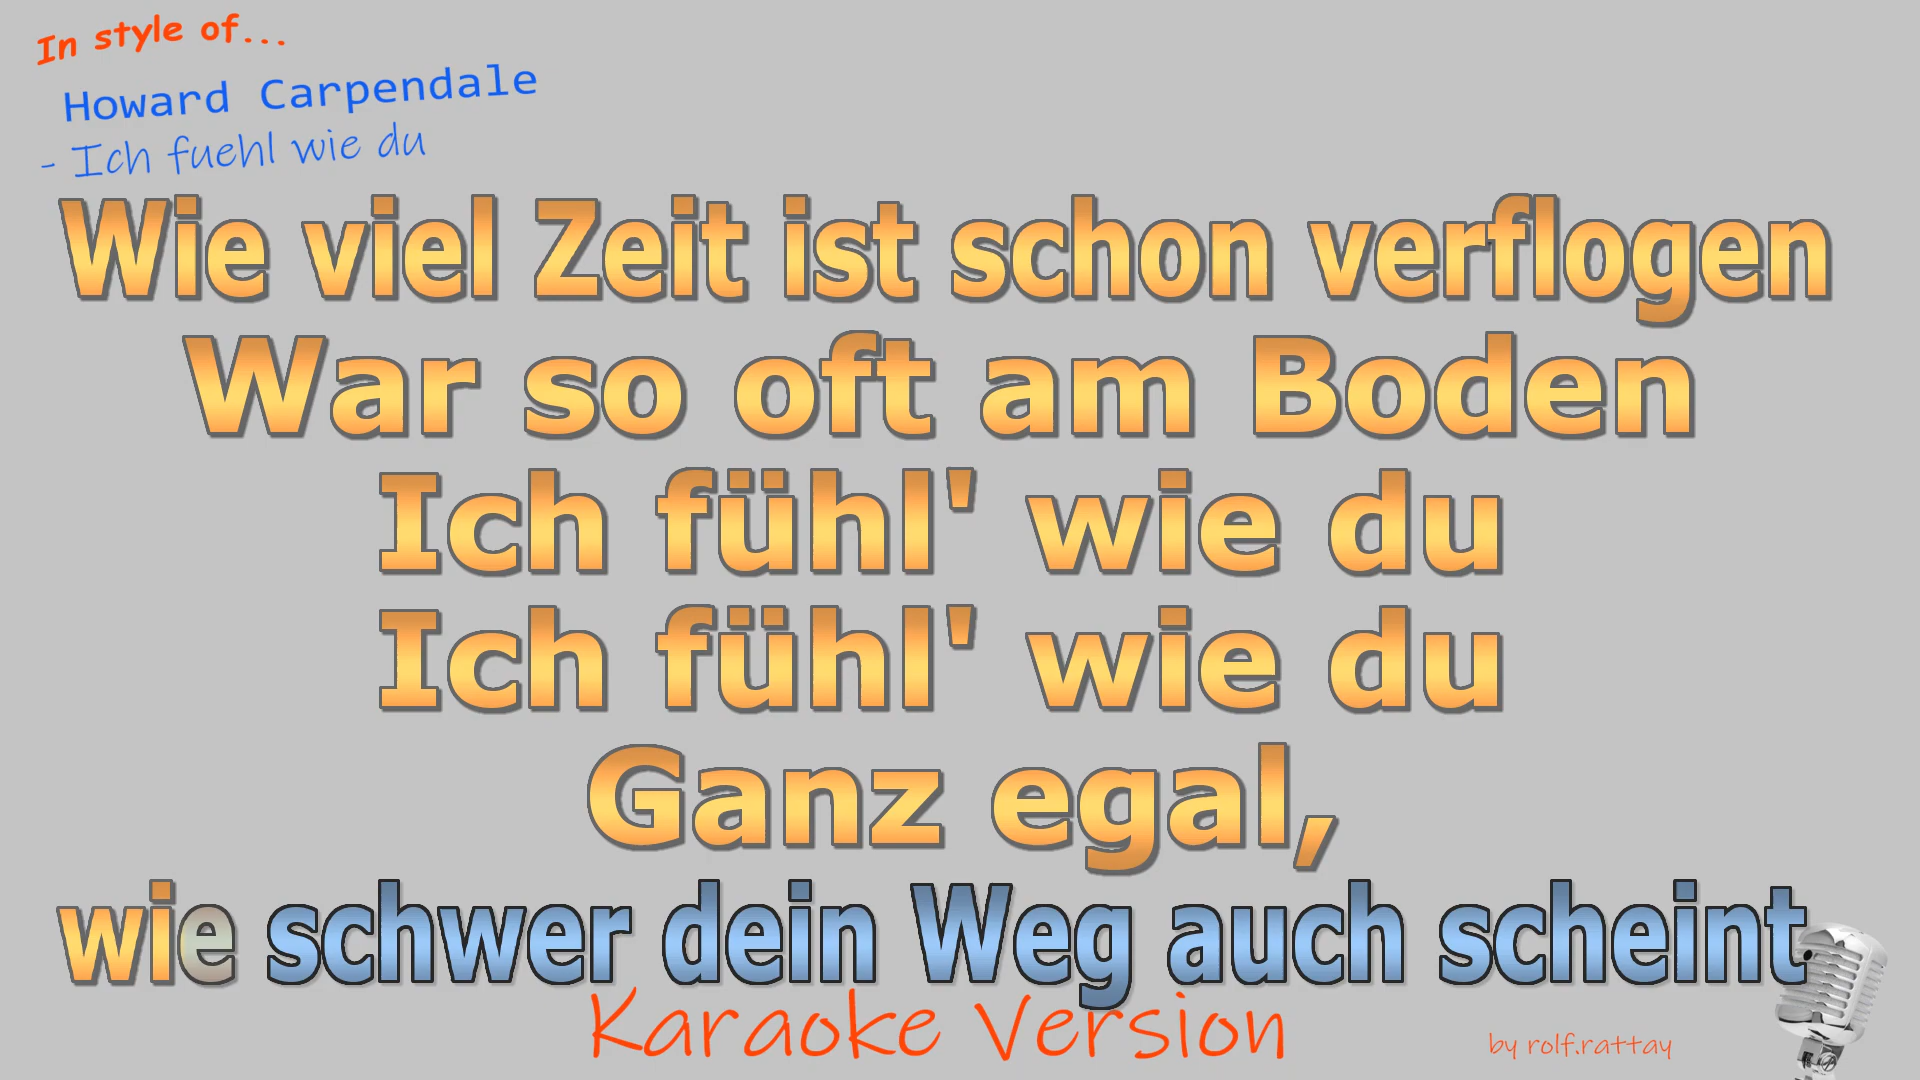 In style of...
Howard Carpendale
- Ich fuehl wie du
Wie viel Zeit ist schon verflogen
War so oft am Boden
Ich fühl' wie du
Ich fühl' wie du
Ganz egal,
wie schwer dein Weg auch scheint
Karaoke Version
by rolf.rattay